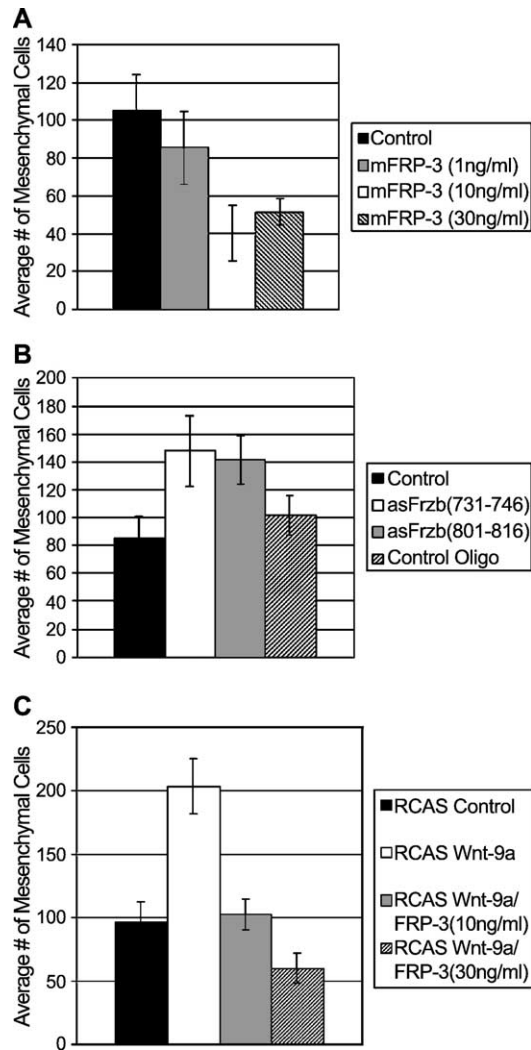 A
Average # of Mesenchymal Cells
140
120
100
80
60
40
20
0
Control
mFRP-3 (1ng/ml)
mFRP-3 (10ng/ml)
mFRP-3 (30ng/ml)
B
Average # of Mesenchymal Cells
200
180
160
140
120
100
80
60
40
20
0
Control
asFrzb(731-746)
asFrzb(801-816)
Control Oligo
C
Average # of Mesenchymal Cells
250
200
150
100
50
0
RCAS Control
RCAS Wnt-9a
RCAS Wnt-9a/
FRP-3(10ng/ml)
RCAS Wnt-9a/
FRP-3(30ng/ml)